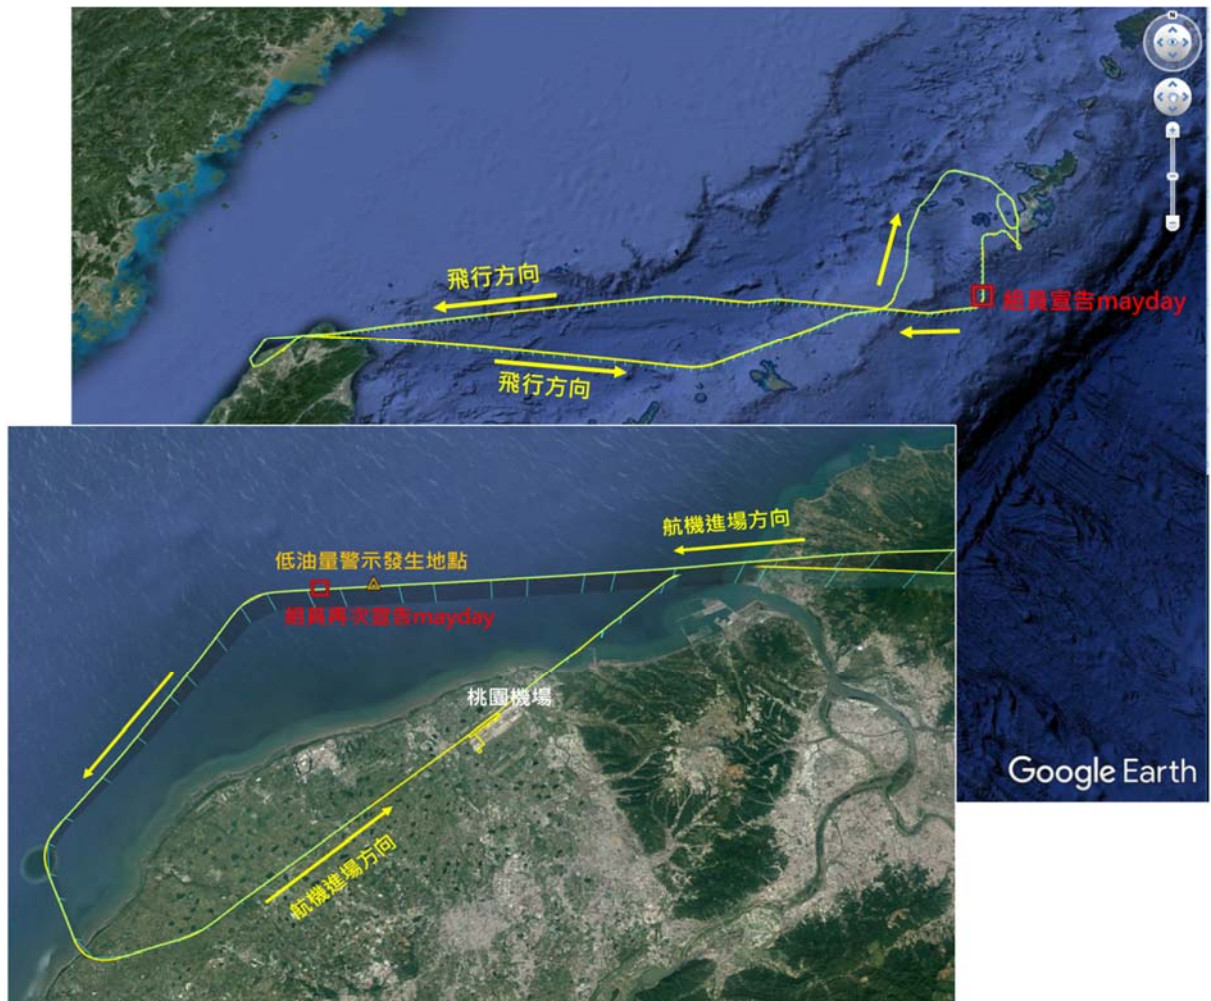 N
飛行方向
組員宣告mayday
飛行方向
航機進場方向
低油量警示發生地點
組員再次宣告mayday
桃園機場
Google Earth
航機進場方向